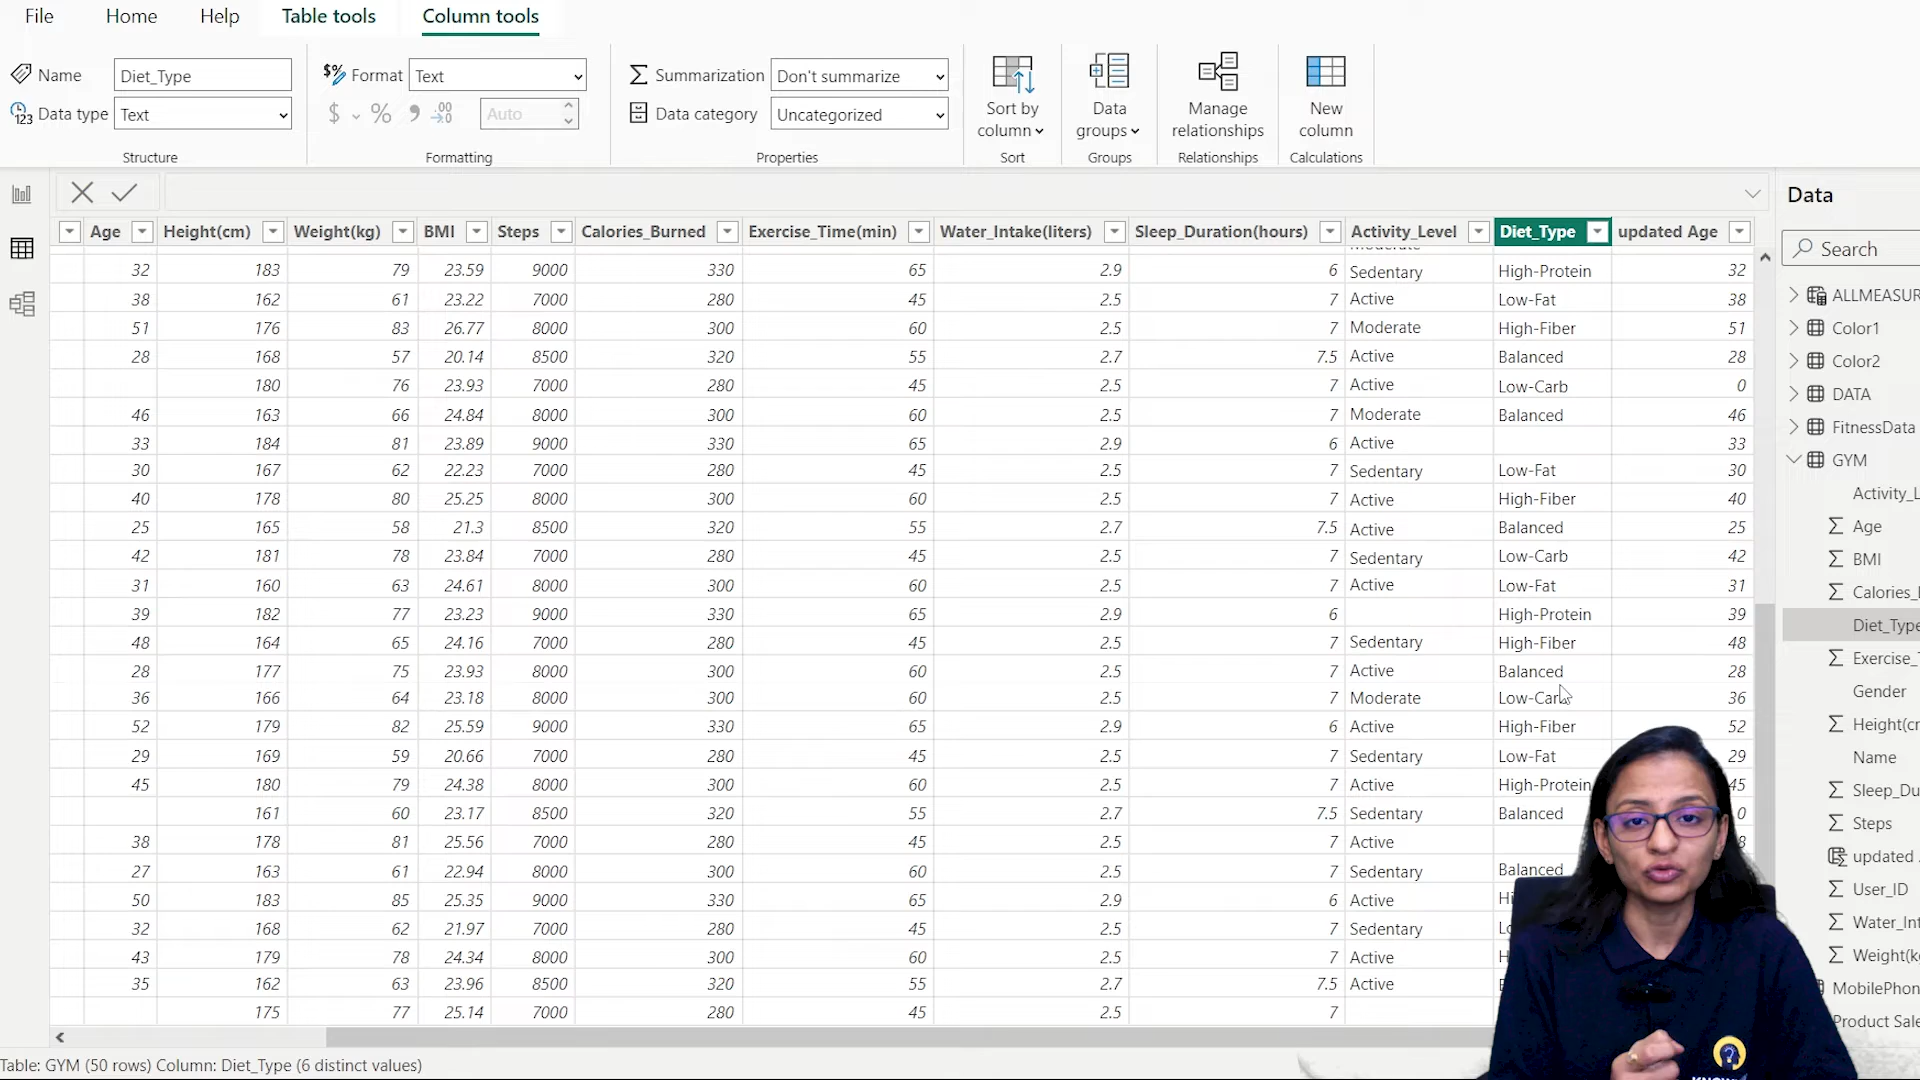 File Home Help Table tools Column tools
Name Diet_Type $% Format Text Summarization Don't summarize
123 Data type Text $ % .00 Auto Data category Uncategorized
Sort by column Data groups Manage relationships New column
Structure Formatting Properties Sort Groups Relationships Calculations
Data
Age Height(cm) Weight(kg) BMI Steps Calories_Burned Exercise_Time(min) Water_Intake(liters) Sleep_Duration(hours) Activity_Level Diet_Type updated Age
32 183 79 23.59 9000 330 65 2.9 6 Sedentary High-Protein 32
38 162 61 23.22 7000 280 45 2.5 7 Active Low-Fat 38
51 176 83 26.77 8000 300 60 2.5 7 Moderate High-Fiber 51
28 168 57 20.14 8500 320 55 2.7 7.5 Active Balanced 28
180 76 23.93 7000 280 45 2.5 7 Active Low-Carb 0
46 163 66 24.84 8000 300 60 2.5 7 Moderate Balanced 46
33 184 81 23.89 9000 330 65 2.9 6 Active 33
30 167 62 22.23 7000 280 45 2.5 7 Sedentary Low-Fat 30
40 178 80 25.25 8000 300 60 2.5 7 Active High-Fiber 40
25 165 58 21.3 8500 320 55 2.7 7.5 Active Balanced 25
42 181 78 23.84 7000 280 45 2.5 7 Sedentary Low-Carb 42
31 160 63 24.61 8000 300 60 2.5 7 Active Low-Fat 31
39 182 77 23.23 9000 330 65 2.9 6 High-Protein 39
48 164 65 24.16 7000 280 45 2.5 7 Sedentary High-Fiber 48
28 177 75 23.93 8000 300 60 2.5 7 Active Balanced 28
36 166 64 23.18 8000 300 60 2.5 7 Moderate Low-Carb 36
52 179 82 25.59 9000 330 65 2.9 6 Active High-Fiber 52
29 169 59 20.66 7000 280 45 2.5 7 Sedentary Low-Fat 29
45 180 79 24.38 8000 300 60 2.5 7 Active High-Protein 45
161 60 23.17 8500 320 55 2.7 7.5 Sedentary Balanced 0
38 178 81 25.56 7000 280 45 2.5 7 Active 8
27 163 61 22.94 8000 300 60 2.5 7 Sedentary Balanced
50 183 85 25.35 9000 330 65 2.9 6 Active Hi
32 168 62 21.97 7000 280 45 2.5 7 Sedentary Lo
43 179 78 24.34 8000 300 60 2.5 7 Active H
35 162 63 23.96 8500 320 55 2.7 7.5 Active
175 77 25.14 7000 280 45 2.5 7
Search
ALLMEASUR
Color1
Color2
DATA
FitnessData
GYM
Activity_L
Age
BMI
Calories_
Diet_Type
Exercise_
Gender
Height(c
Name
Sleep_Du
Steps
updated
User_ID
Water_Int
Weight(k
MobilePhon
Product Sale
Table: GYM (50 rows) Column: Diet_Type (6 distinct values)